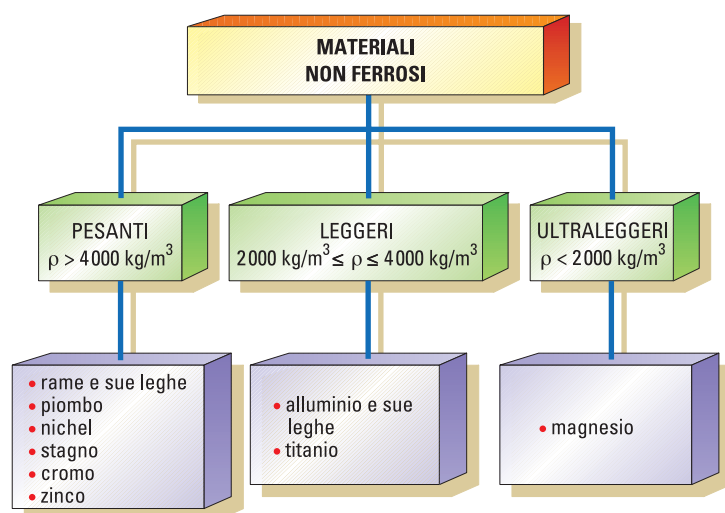 MATERIALI
NON FERROSI
PESANTI
ρ > 4000 kg/m³
LEGGERI
2000 kg/m³ ≤ ρ ≤ 4000 kg/m³
ULTRALEGGERI
ρ < 2000 kg/m³
• rame e sue leghe
• piombo
• nichel
• stagno
• cromo
• zinco
• alluminio e sue
leghe
• titanio
• magnesio